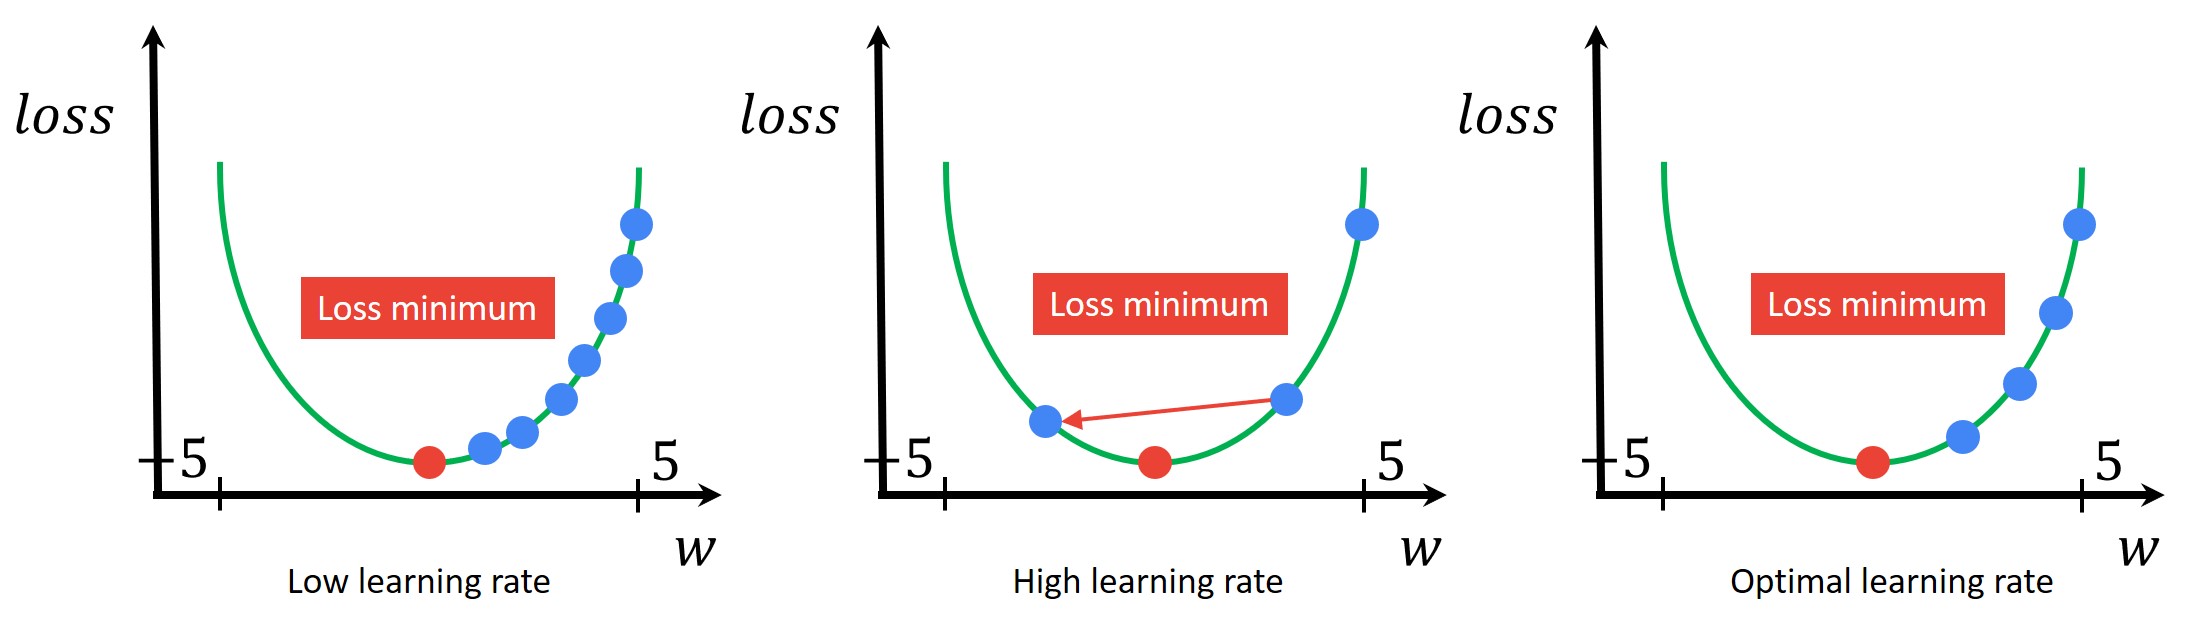 loss
Loss minimum
−5
5
w
Low learning rate
loss
Loss minimum
−5
5
w
High learning rate
loss
Loss minimum
−5
5
w
Optimal learning rate